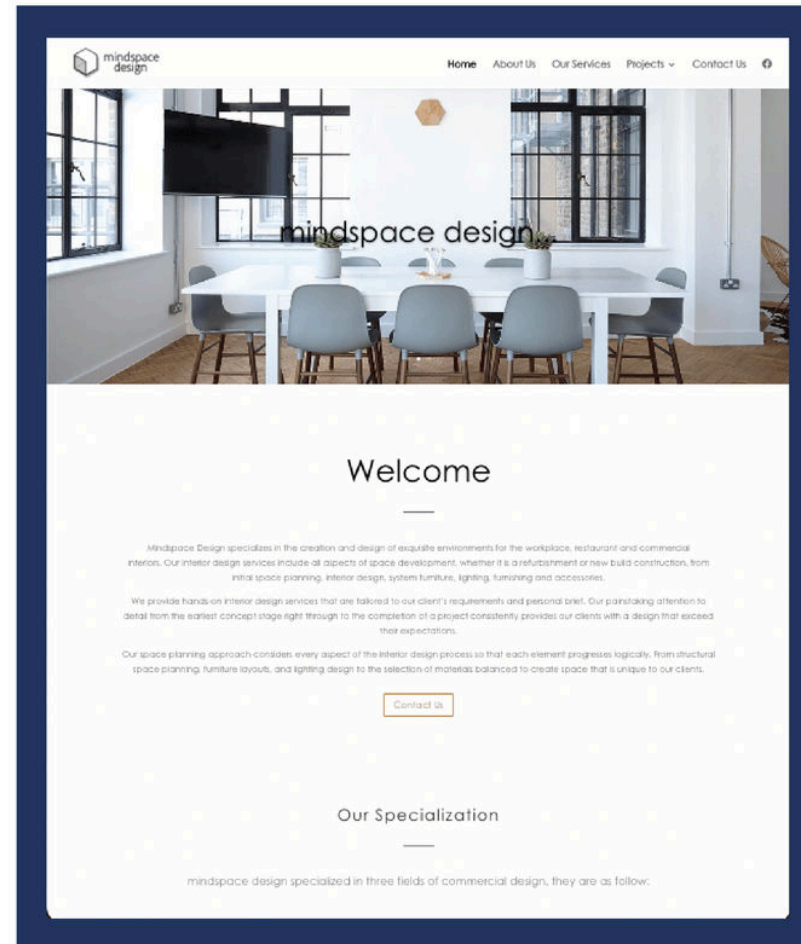 mindspace
design
Home About Us Our Services Projects Contact Us
mindspace design
Welcome
Mindspace Design specializes in the creation and design of exquisite environments for the workplace, restaurant and commercial
interiors. Our interior design services include all aspects of space development, whether it is a refurbishment or new build construction, from
initial space planning, interior design, system furniture, lighting, furnishing and accessories.
We provide hands-on interior design services that are tailored to our client's requirements and personal brief. Our painstaking attention to
detail from the earliest concept stage right through to the completion of a project consistently provides our clients with a design that exceed
their expectations.
Our space planning approach considers every aspect of the interior design process so that each element progresses logically. From structural
space planning, furniture layouts, and lighting design to the selection of materials balanced to create space that is unique to our clients.
Contact Us
Our Specialization
mindspace design specialized in three fields of commercial design, they are as follow: